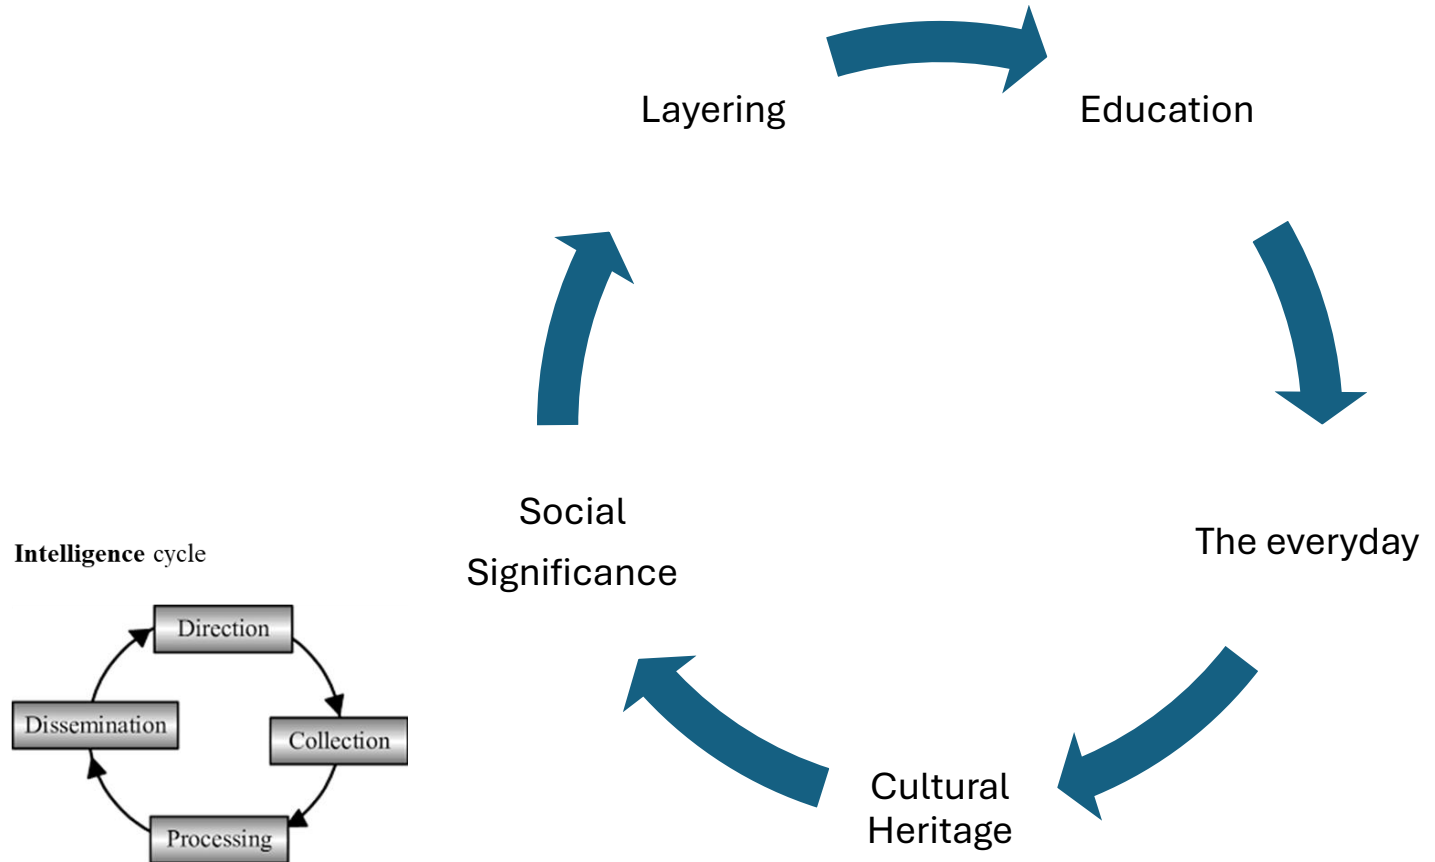 Layering
Education
Social
Significance
The everyday
Cultural
Heritage
Intelligence cycle
Direction
Dissemination
Collection
Processing